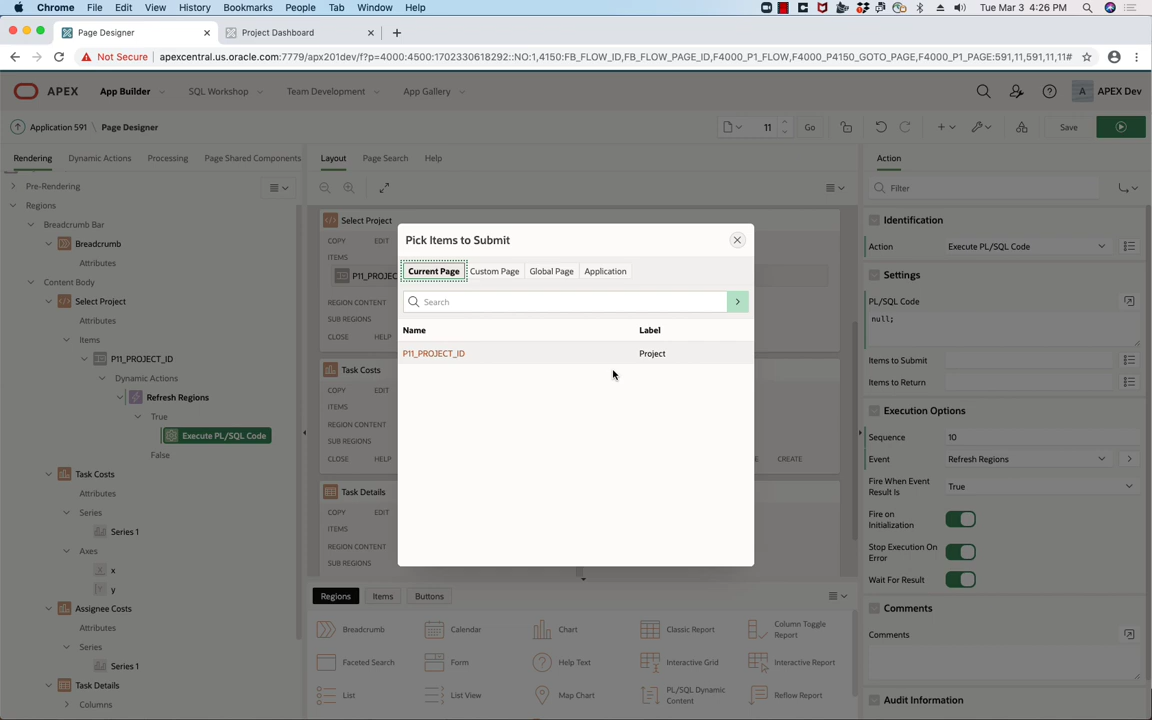 Chrome File Edit View History Bookmarks People Tab Window Help Tue Mar 3 4:26 PM
Page Designer Project Dashboard
Not Secure apexcentral.us.oracle.com:7779/apx201dev/f?p=4000:4500:1702330618292::NO:1,4150:FB_FLOW_ID,FB_FLOW_PAGE_ID,F4000_P1_FLOW,F4000_P4150_GOTO_PAGE,F4000_P1_PAGE:591,11,591,11,11#
APEX App Builder SQL Workshop Team Development App Gallery A APEX Dev
Application 591 \ Page Designer 11 Go Save
Rendering Dynamic Actions Processing Page Shared Components
Pre-Rendering
Regions
Breadcrumb Bar
Breadcrumb
Attributes
Content Body
Select Project
Attributes
Items
P11_PROJECT_ID
Dynamic Actions
Refresh Regions
True
Execute PL/SQL Code
False
Task Costs
Attributes
Series
Series 1
Axes
x
y
Assignee Costs
Attributes
Series
Series 1
Task Details
Columns
Layout Page Search Help
Select Project
COPY EDIT
ITEMS
P11_PROJEC
REGION CONTENT
SUB REGIONS
CLOSE HELP
Task Costs
COPY EDIT
ITEMS
REGION CONTENT
SUB REGIONS
CLOSE HELP CREATE
Task Details
COPY EDIT
ITEMS
REGION CONTENT
SUB REGIONS
Pick Items to Submit
Current Page Custom Page Global Page Application
Search
Name Label
P11_PROJECT_ID Project
Regions Items Buttons
Breadcrumb Calendar Chart Classic Report Column Toggle
Report
Faceted Search Form Help Text Interactive Grid Interactive Report
List List View Map Chart PL/SQL Dynamic
Content Reflow Report
Action
Filter
Identification
Action Execute PL/SQL Code
Settings
PL/SQL Code
null;
Items to Submit
Items to Return
Execution Options
Sequence 10
Event Refresh Regions
Fire When Event
Result Is True
Fire on
Initialization
Stop Execution On
Error
Wait For Result
Comments
Comments
Audit Information